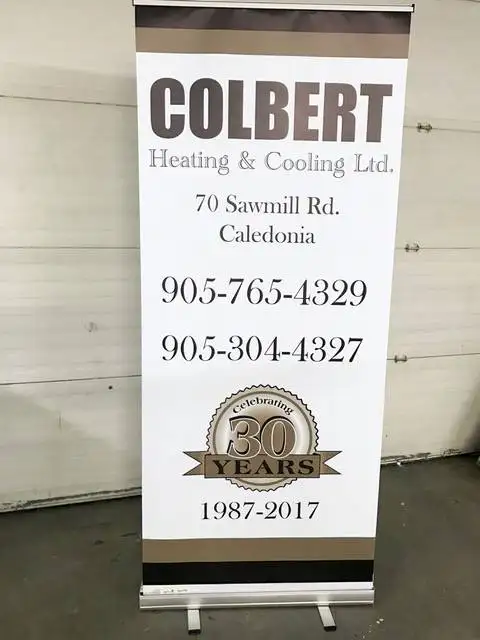 COLBERT
Heating & Cooling Ltd.
70 Sawmill Rd.
Caledonia
905-765-4329
905-304-4327
Celebrating
30
YEARS
1987-2017